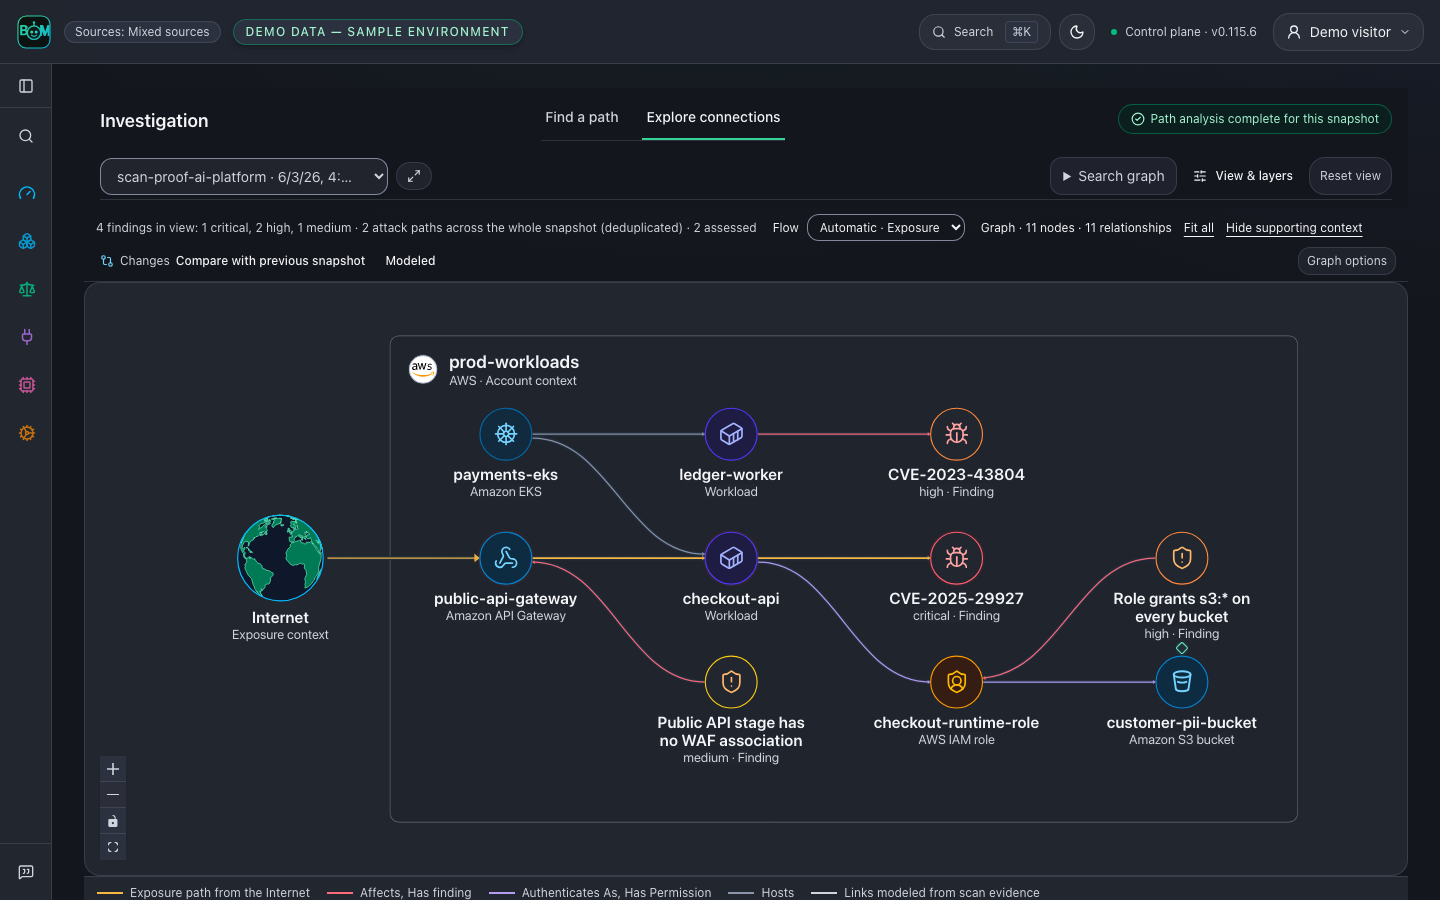 BOM
Sources: Mixed sources
DEMO DATA — SAMPLE ENVIRONMENT
Search ⌘K
Control plane · v0.115.6
Demo visitor
Investigation
Find a path
Explore connections
Path analysis complete for this snapshot
scan-proof-ai-platform · 6/3/26, 4:...
Search graph
View & layers
Reset view
4 findings in view: 1 critical, 2 high, 1 medium · 2 attack paths across the whole snapshot (deduplicated) · 2 assessed
Flow
Automatic · Exposure
Graph · 11 nodes · 11 relationships
Fit all
Hide supporting context
Changes
Compare with previous snapshot
Modeled
Graph options
aws
prod-workloads
AWS · Account context
payments-eks
Amazon EKS
ledger-worker
Workload
CVE-2023-43804
high · Finding
Internet
Exposure context
public-api-gateway
Amazon API Gateway
checkout-api
Workload
CVE-2025-29927
critical · Finding
Role grants s3:* on
every bucket
high · Finding
Public API stage has
no WAF association
medium · Finding
checkout-runtime-role
AWS IAM role
customer-pii-bucket
Amazon S3 bucket
Exposure path from the Internet
Affects, Has finding
Authenticates As, Has Permission
Hosts
Links modeled from scan evidence